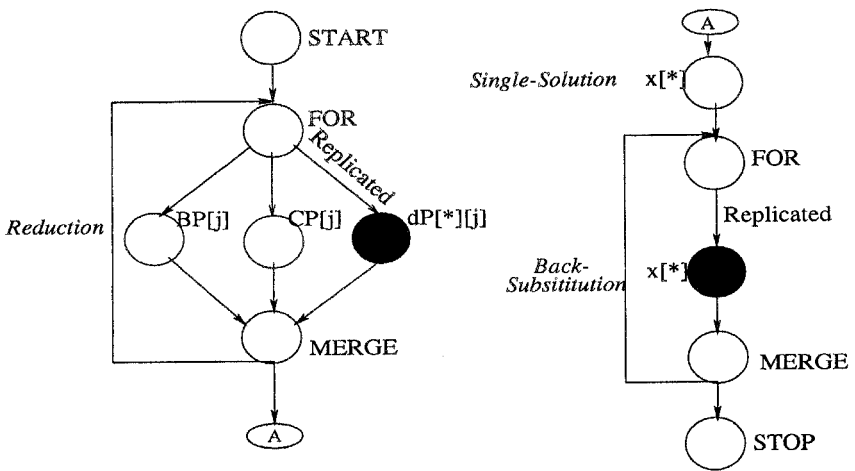 START
FOR
Replicated
BP[j]
CP[j]
dP[*][j]
Reduction
MERGE
A
A
Single-Solution
x[*]
FOR
Replicated
Back-
Subsititution
x[*]
MERGE
STOP